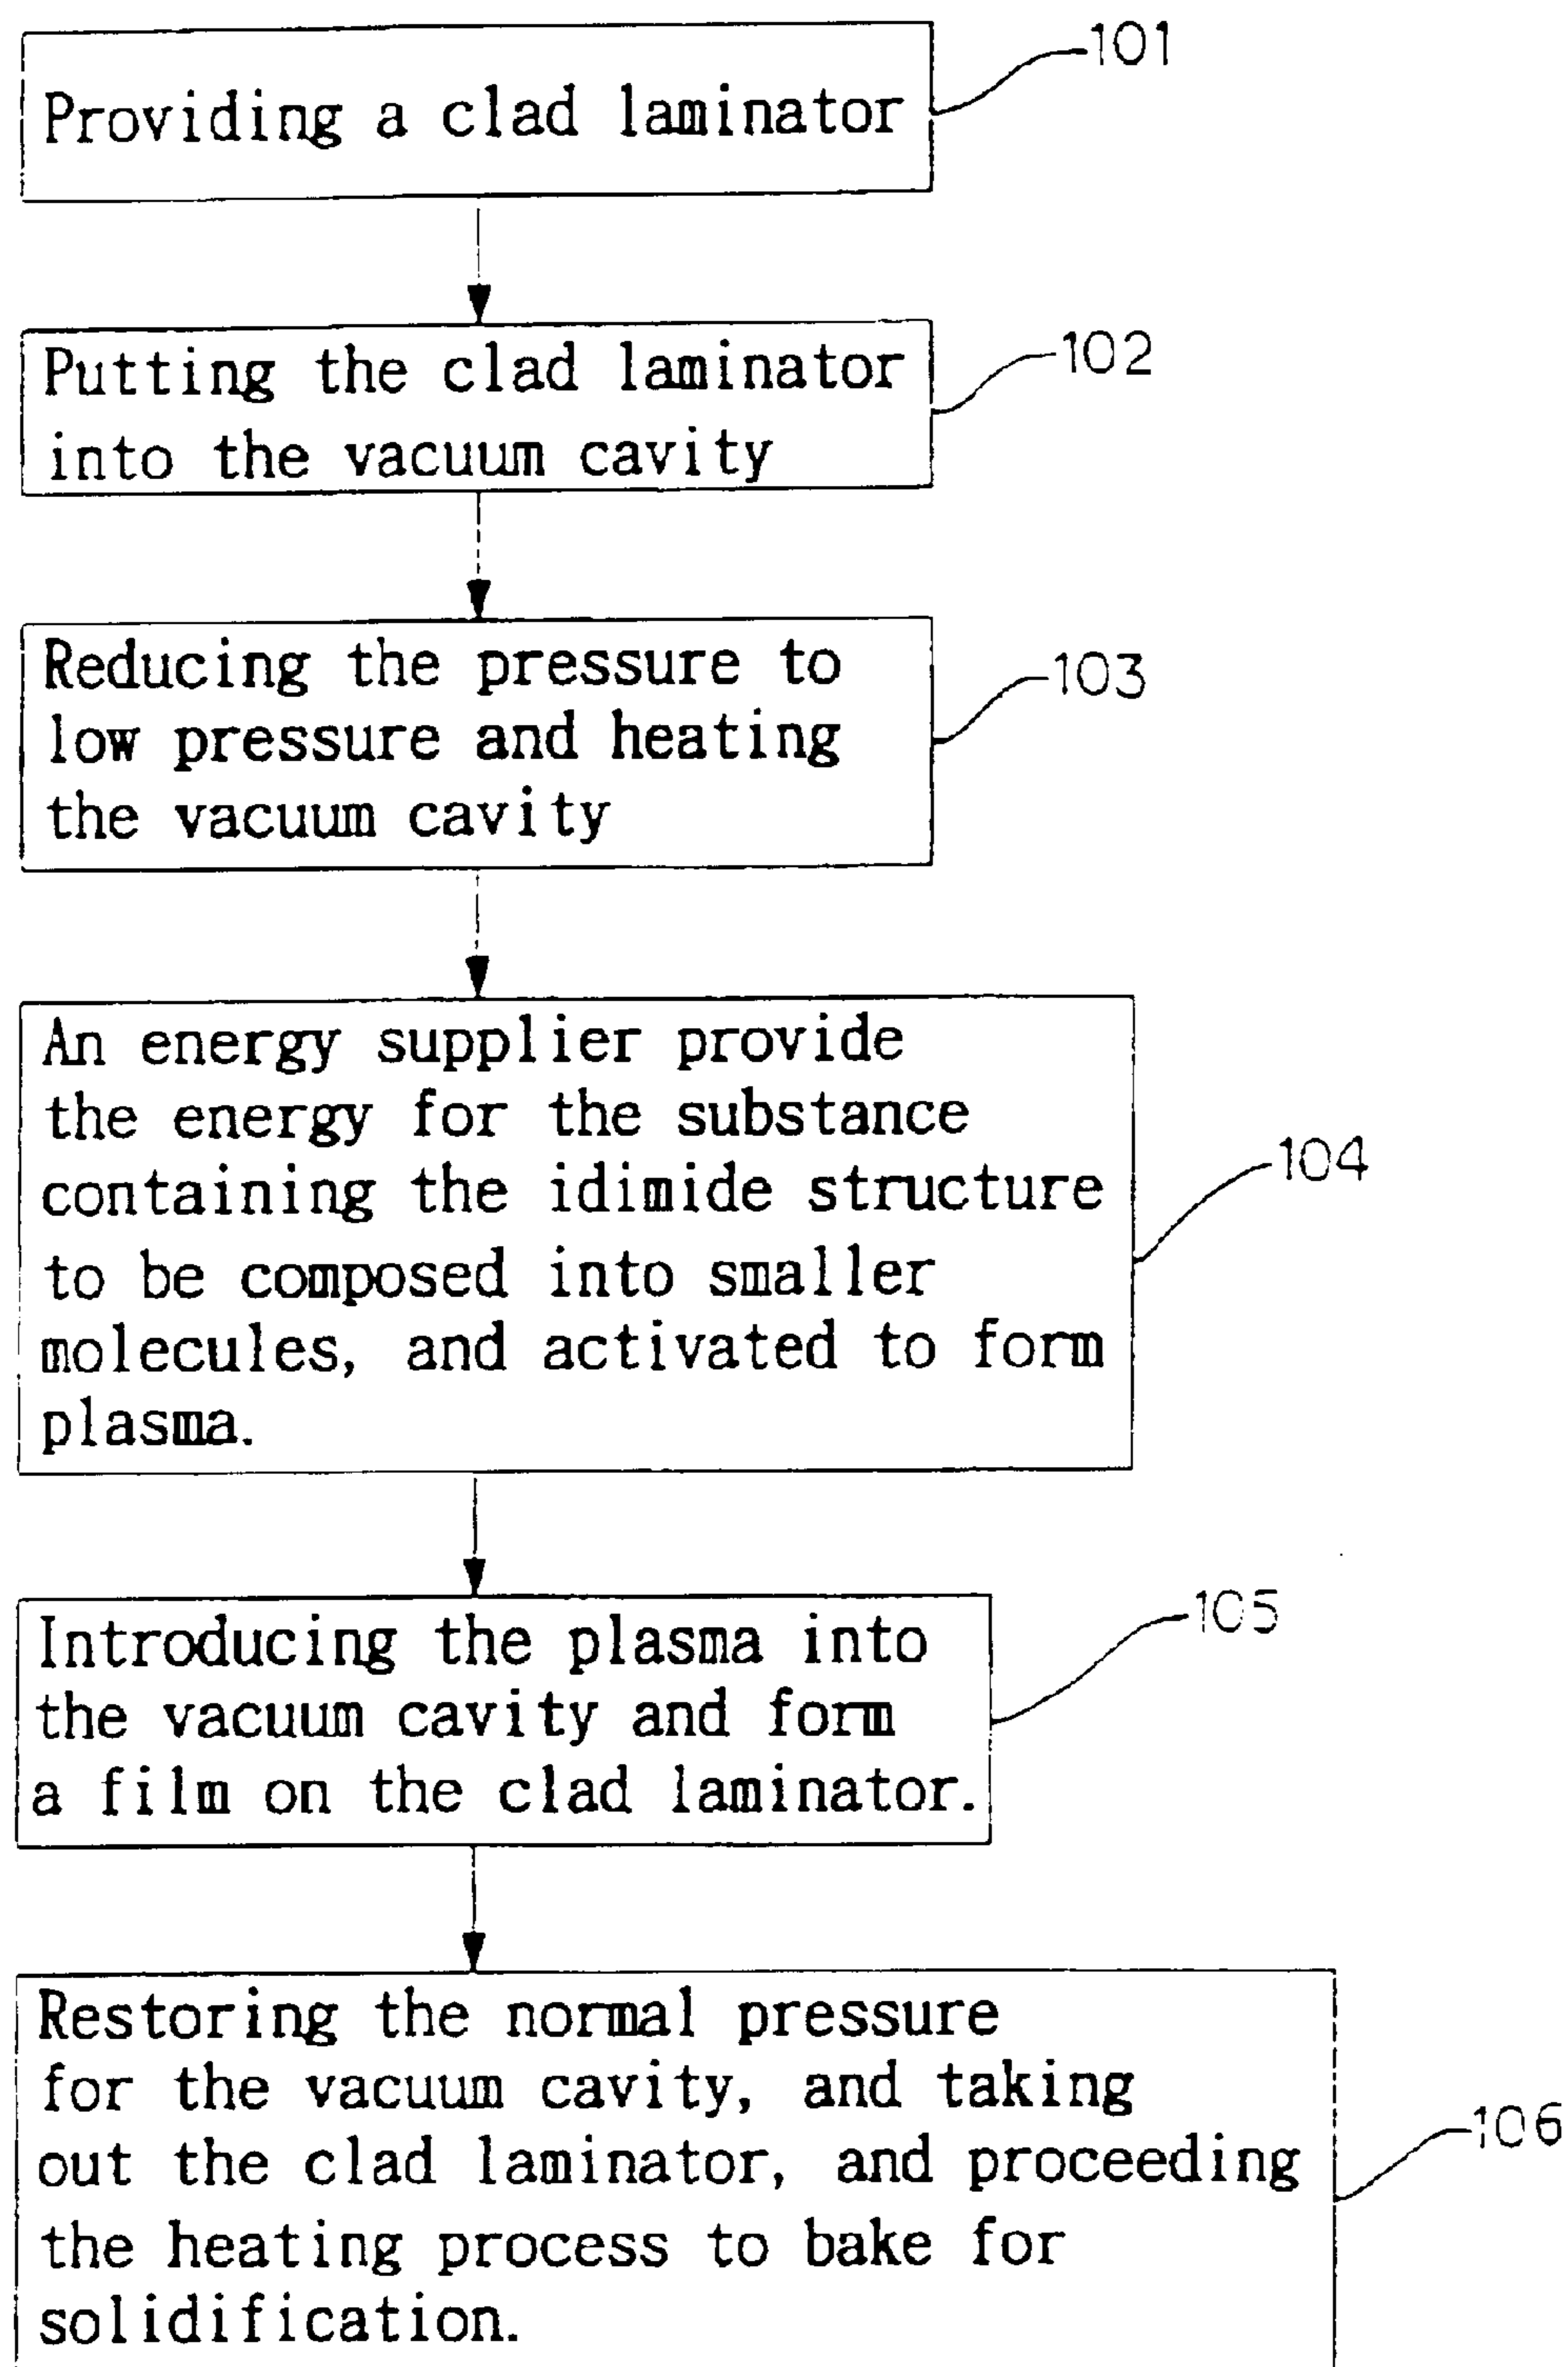 101
Providing a clad laminator
102
Putting the clad laminator
into the vacuum cavity
103
Reducing the pressure to
low pressure and heating
the vacuum cavity
An energy supplier provide
the energy for the substance
containing the idimide structure
104
to be composed into smaller
molecules, and activated to form
plasma.
105
Introducing the plasma into
the vacuum cavity and form
a film on the clad laminator.
Restoring the normal pressure
for the vacuum cavity, and taking
106
out the clad laminator, and proceeding
the heating process to bake for
solidification.